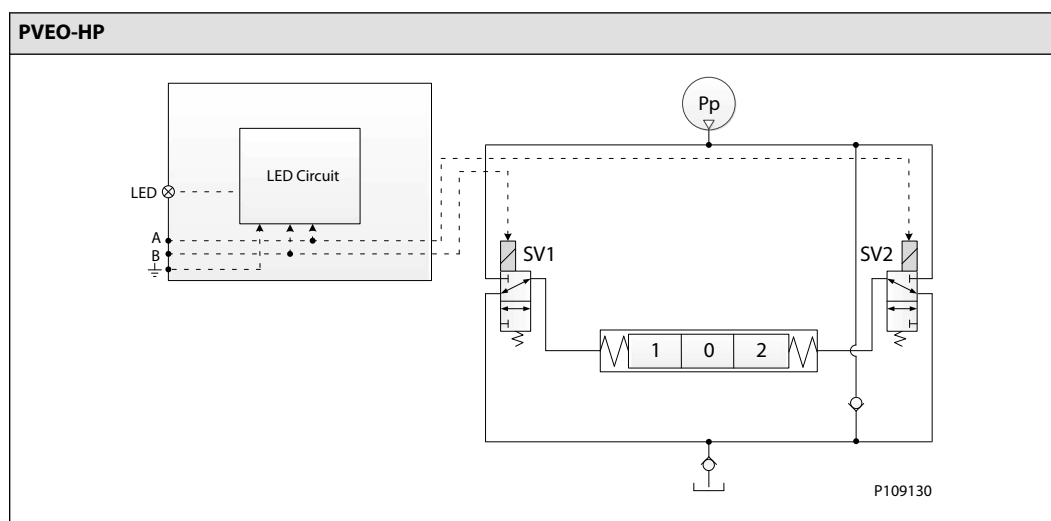 PVEO-HP
Pp
LED Circuit
LED
A
B
SV1
SV2
1 0 2
P109130